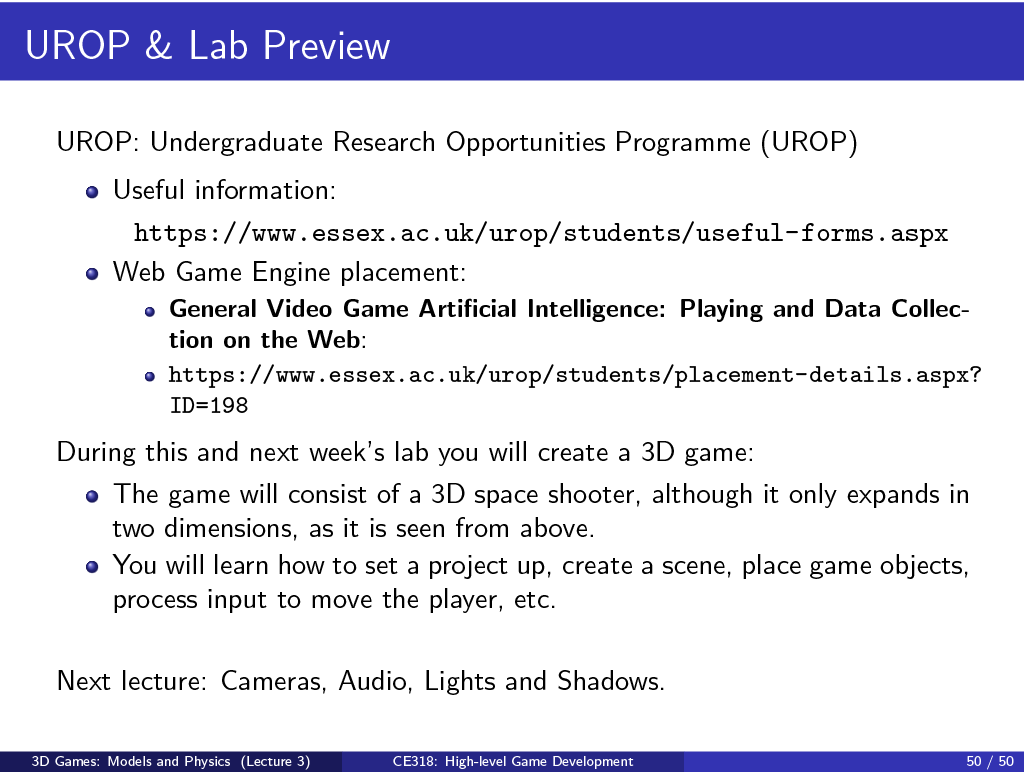 UROP & Lab Preview
UROP: Undergraduate Research Opportunities Programme (UROP)
Useful information:
https://www.essex.ac.uk/urop/students/useful-forms.aspx
Web Game Engine placement:
General Video Game Artificial Intelligence: Playing and Data Collec-
tion on the Web:
https://www.essex.ac.uk/urop/students/placement-details.aspx?
ID=198
During this and next week's lab you will create a 3D game:
The game will consist of a 3D space shooter, although it only expands in
two dimensions, as it is seen from above.
You will learn how to set a project up, create a scene, place game objects,
process input to move the player, etc.
Next lecture: Cameras, Audio, Lights and Shadows.
3D Games: Models and Physics (Lecture 3) CE318: High-level Game Development 50 / 50